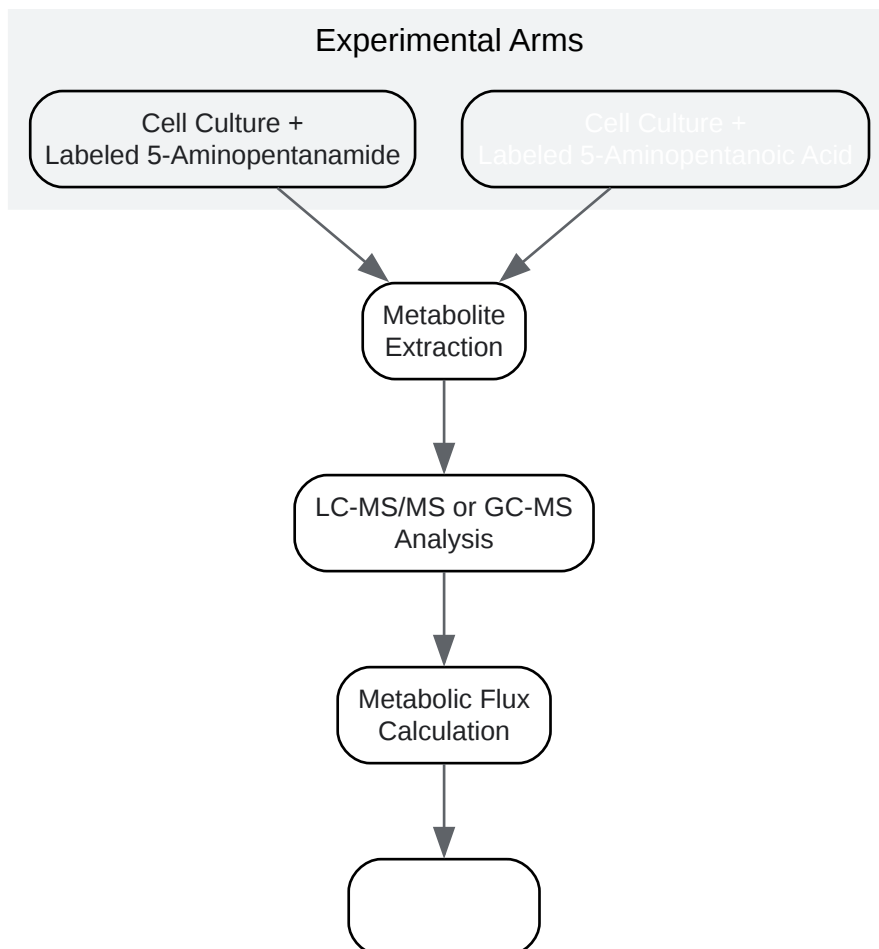 Experimental Arms
Cell Culture +
Labeled 5-Aminopentanamide
Cell Culture +
Labeled 5-Aminopentanoic Acid
Metabolite
Extraction
LC-MS/MS or GC-MS
Analysis
Metabolic Flux
Calculation